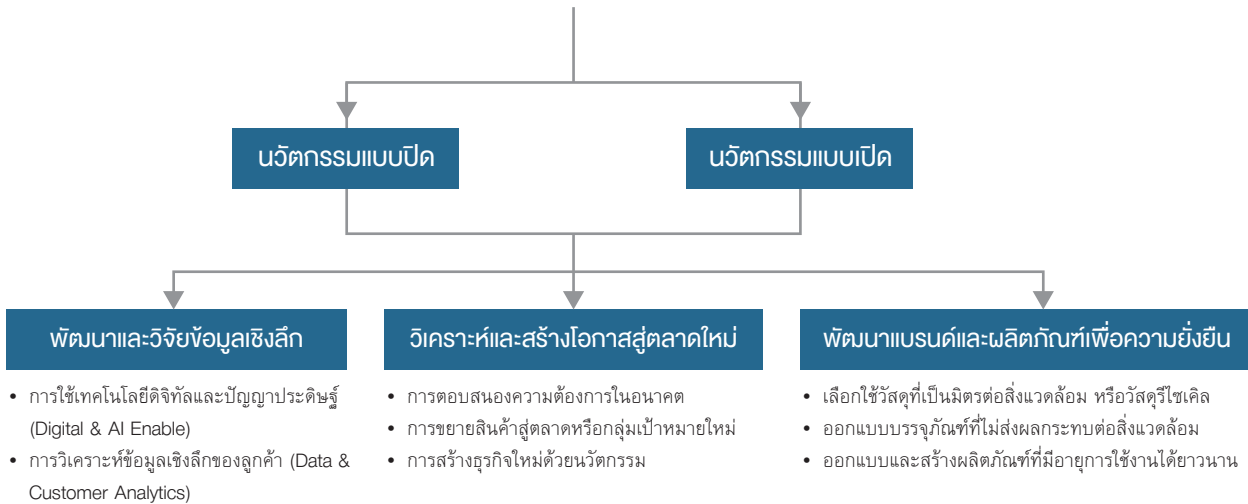 นวัตกรรมแบบปิด
นวัตกรรมแบบเปิด
พัฒนาและวิจัยข้อมูลเชิงลึก
• การใช้เทคโนโลยีดิจิทัลและปัญญาประดิษฐ์
(Digital & AI Enable)
• การวิเคราะห์ข้อมูลเชิงลึกของลูกค้า (Data &
Customer Analytics)
วิเคราะห์และสร้างโอกาสสู่ตลาดใหม่
• การตอบสนองความต้องการในอนาคต
• การขยายสินค้าสู่ตลาดหรือกลุ่มเป้าหมายใหม่
• การสร้างธุรกิจใหม่ด้วยนวัตกรรม
พัฒนาแบรนด์และผลิตภัณฑ์เพื่อความยั่งยืน
• เลือกใช้วัสดุที่เป็นมิตรต่อสิ่งแวดล้อม หรือวัสดุรีไซเคิล
• ออกแบบบรรจุภัณฑ์ที่ไม่ส่งผลกระทบต่อสิ่งแวดล้อม
• ออกแบบและสร้างผลิตภัณฑ์ที่มีอายุการใช้งานได้ยาวนาน